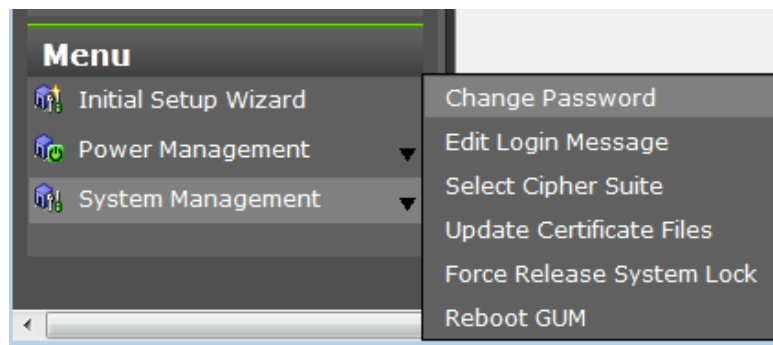 Menu
Initial Setup Wizard
Power Management
System Management
Change Password
Edit Login Message
Select Cipher Suite
Update Certificate Files
Force Release System Lock
Reboot GUM